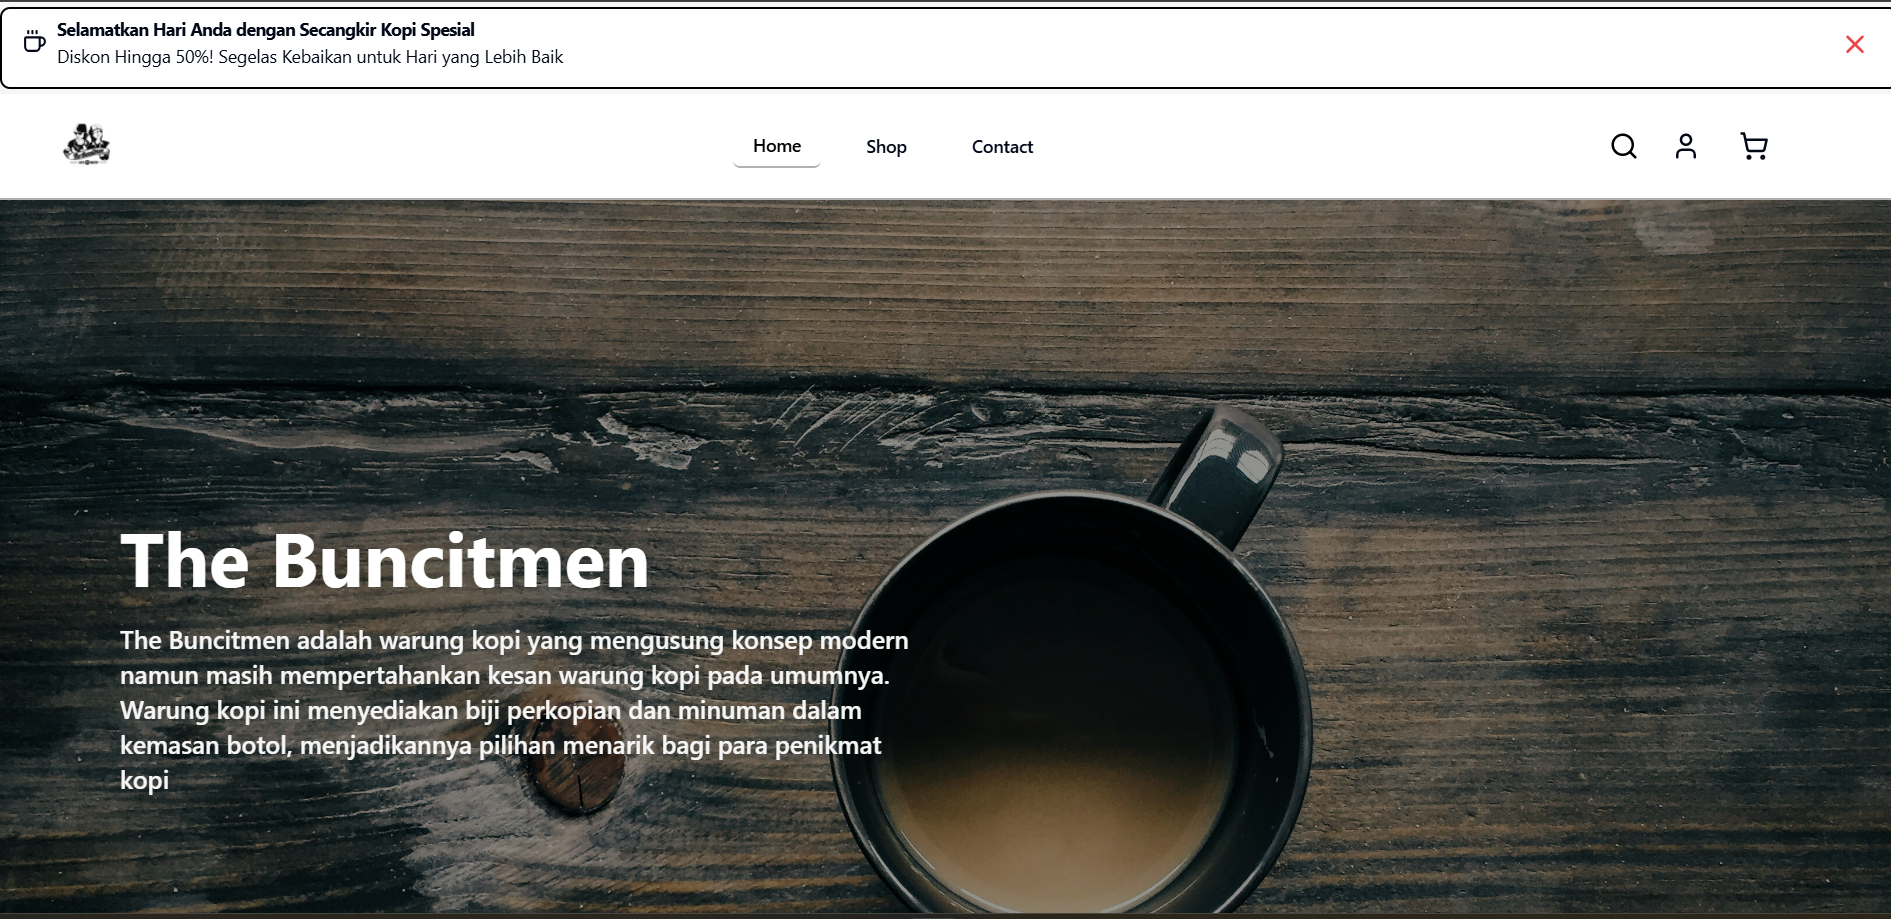 Selamatkan Hari Anda dengan Secangkir Kopi Spesial
Diskon Hingga 50%! Segelas Kebaikan untuk Hari yang Lebih Baik
Home
Shop
Contact
The Buncitmen
The Buncitmen adalah warung kopi yang mengusung konsep modern
namun masih mempertahankan kesan warung kopi pada umumnya.
Warung kopi ini menyediakan biji perkopian dan minuman dalam
kemasan botol, menjadikannya pilihan menarik bagi para penikmat
kopi